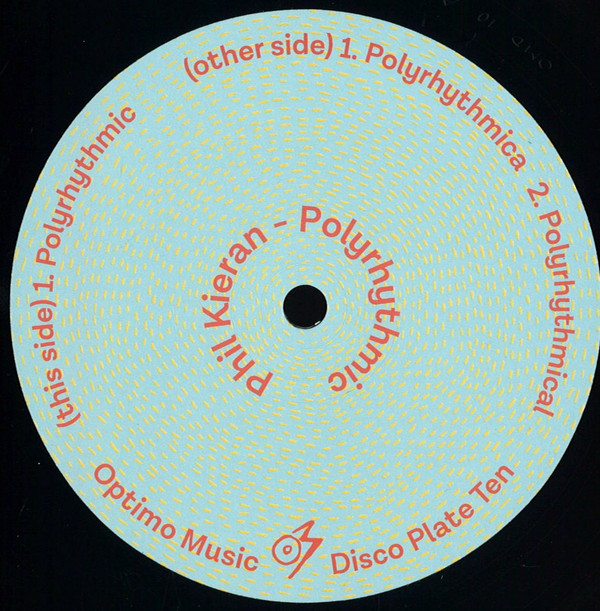 (this side) 1. Polyrhythmic
(other side) 1. Polyrhythmica 2. Polyrhythmical
Phil Kieran - Polyrhythmic
Optimo Music
Disco Plate Ten